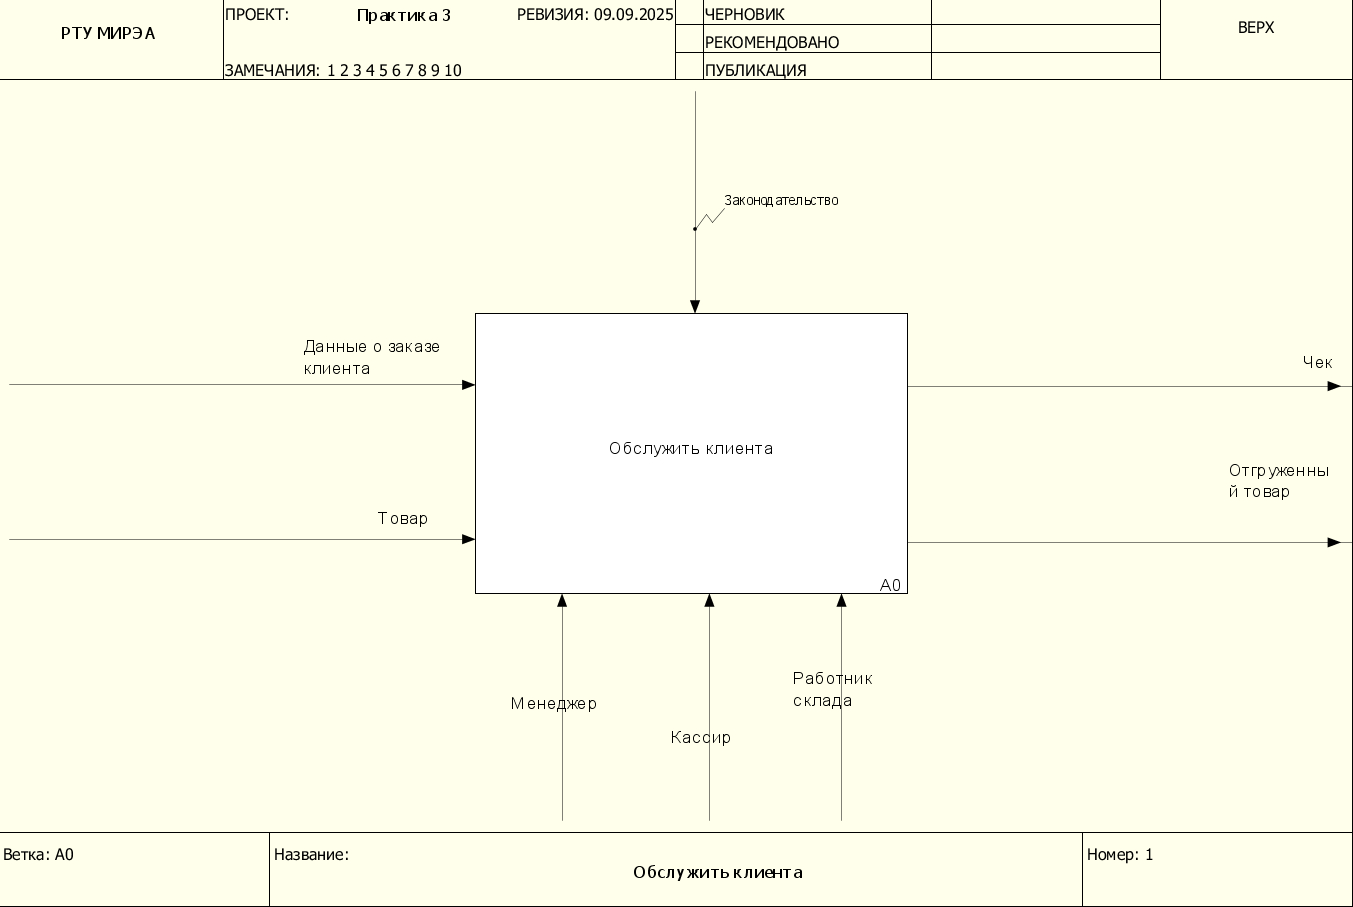 РТУ МИРЭА
ПРОЕКТ: Практика 3 РЕВИЗИЯ: 09.09.2025
ЗАМЕЧАНИЯ: 1 2 3 4 5 6 7 8 9 10
ЧЕРНОВИК
РЕКОМЕНДОВАНО
ПУБЛИКАЦИЯ
ВЕРХ
Законодательство
Данные о заказе
клиента
Чек
Обслужить клиента
Отгруженны
й товар
Товар
A0
Работник
склада
Менеджер
Кассир
Ветка: A0
Название:
Обслужить клиента
Номер: 1